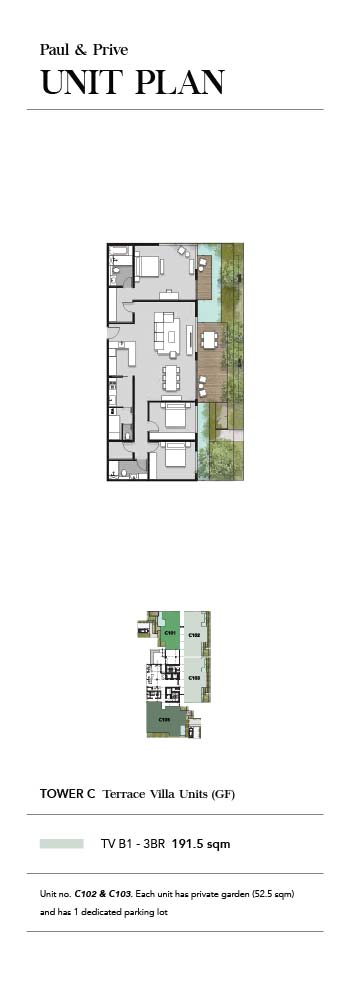 Paul & Prive
UNIT PLAN
C101
C102
C103
C105
TOWER C Terrace Villa Units (GF)
TV B1 - 3BR 191.5 sqm
Unit no. C102 & C103. Each unit has private garden (52.5 sqm)
and has 1 dedicated parking lot